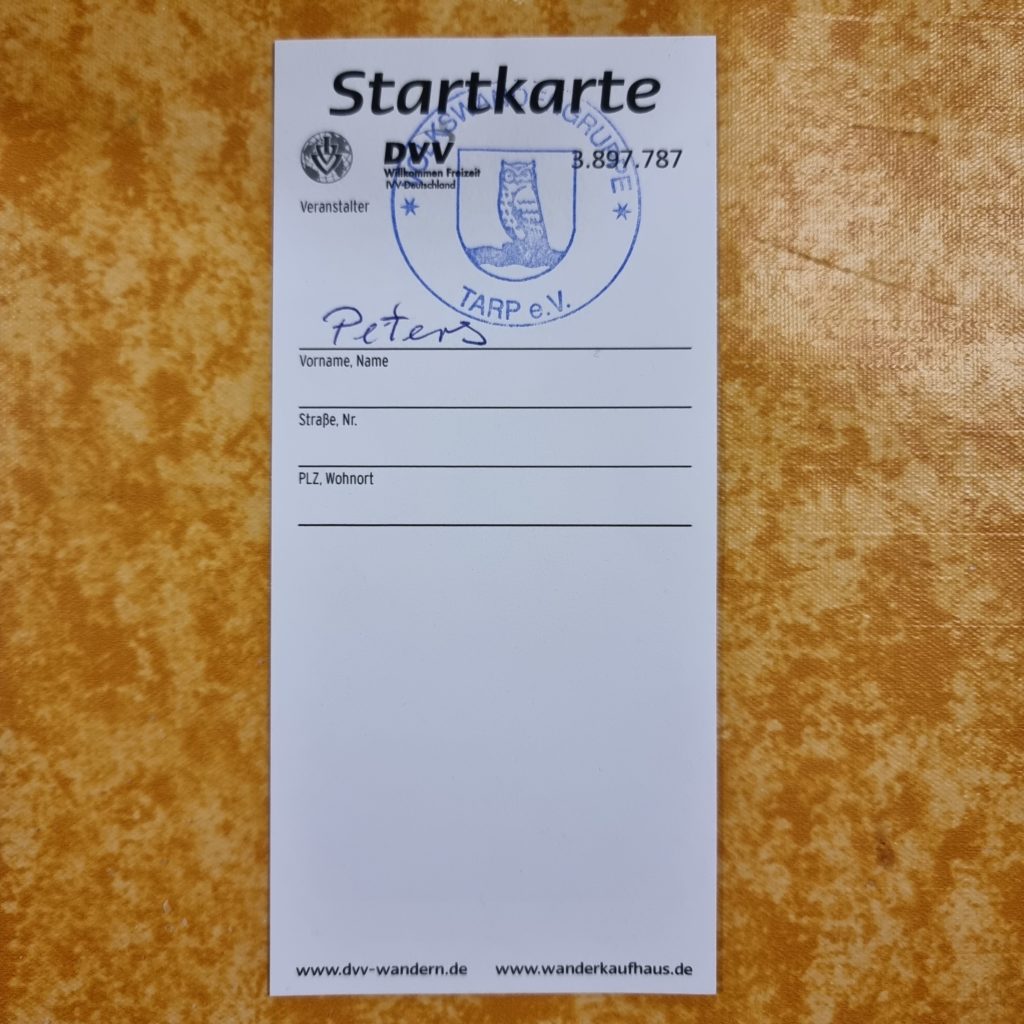 Startkarte
VOLKSWANDERGRUPPE
DVV
3.897.787
Willkommen Freizeit
IVV-Deutschland
Veranstalter
TARP e.V.
Peters
Vorname, Name
Straße, Nr.
PLZ, Wohnort
www.dvv-wandern.de www.wanderkaufhaus.de